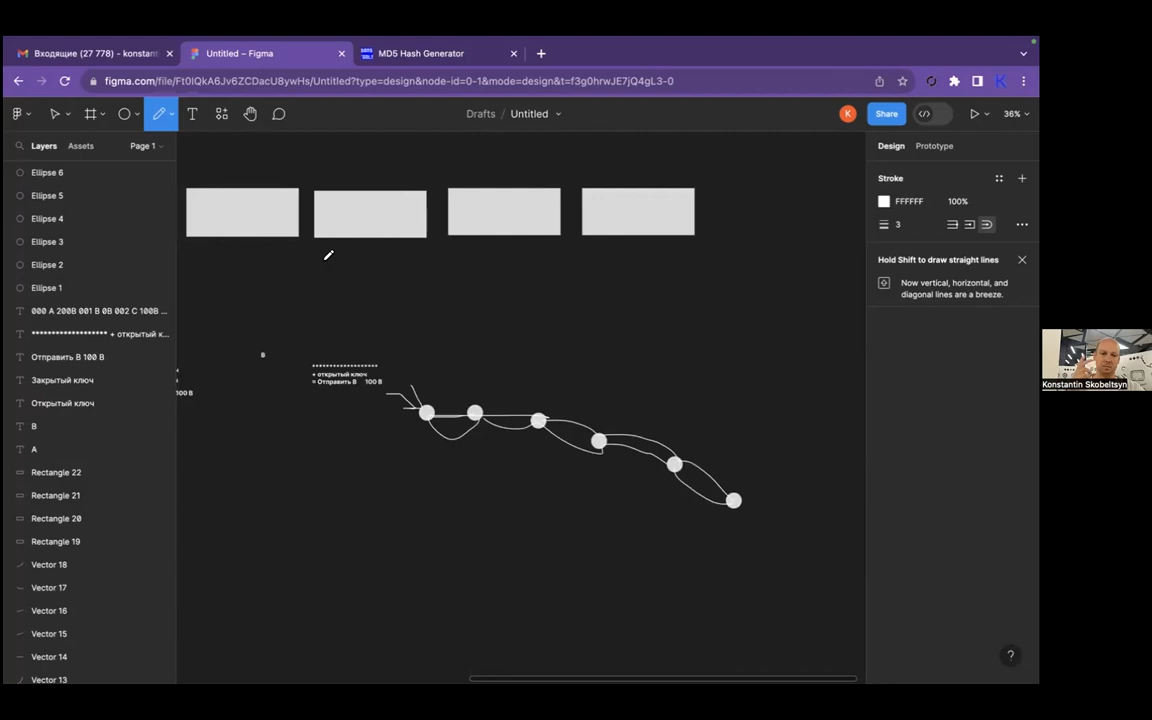 Входящие (27 778) – konstant
Untitled – Figma
MD5 Hash Generator
figma.com/file/Ft0IQkA6Jv6ZCDacU8ywHs/Untitled?type=design&node-id=0-1&mode=design&t=f3g0hrwJE7jQ4gL3-0
Drafts / Untitled
K
Share
36%
Layers Assets Page 1
Design Prototype
Ellipse 6
Ellipse 5
Ellipse 4
Ellipse 3
Ellipse 2
Ellipse 1
000 A 200B 001 B 0B 002 C 100B ...
******************* + открытый к...
Отправить B 100 B
Закрытый ключ
Открытый ключ
B
A
Rectangle 22
Rectangle 21
Rectangle 20
Rectangle 19
Vector 18
Vector 17
Vector 16
Vector 15
Vector 14
Vector 13
B
100 B
*******************
+ открытый ключ
= Отправить B 100 B
Stroke
FFFFFF 100%
3
Hold Shift to draw straight lines
Now vertical, horizontal, and
diagonal lines are a breeze.
?
Konstantin Skobeltsyn